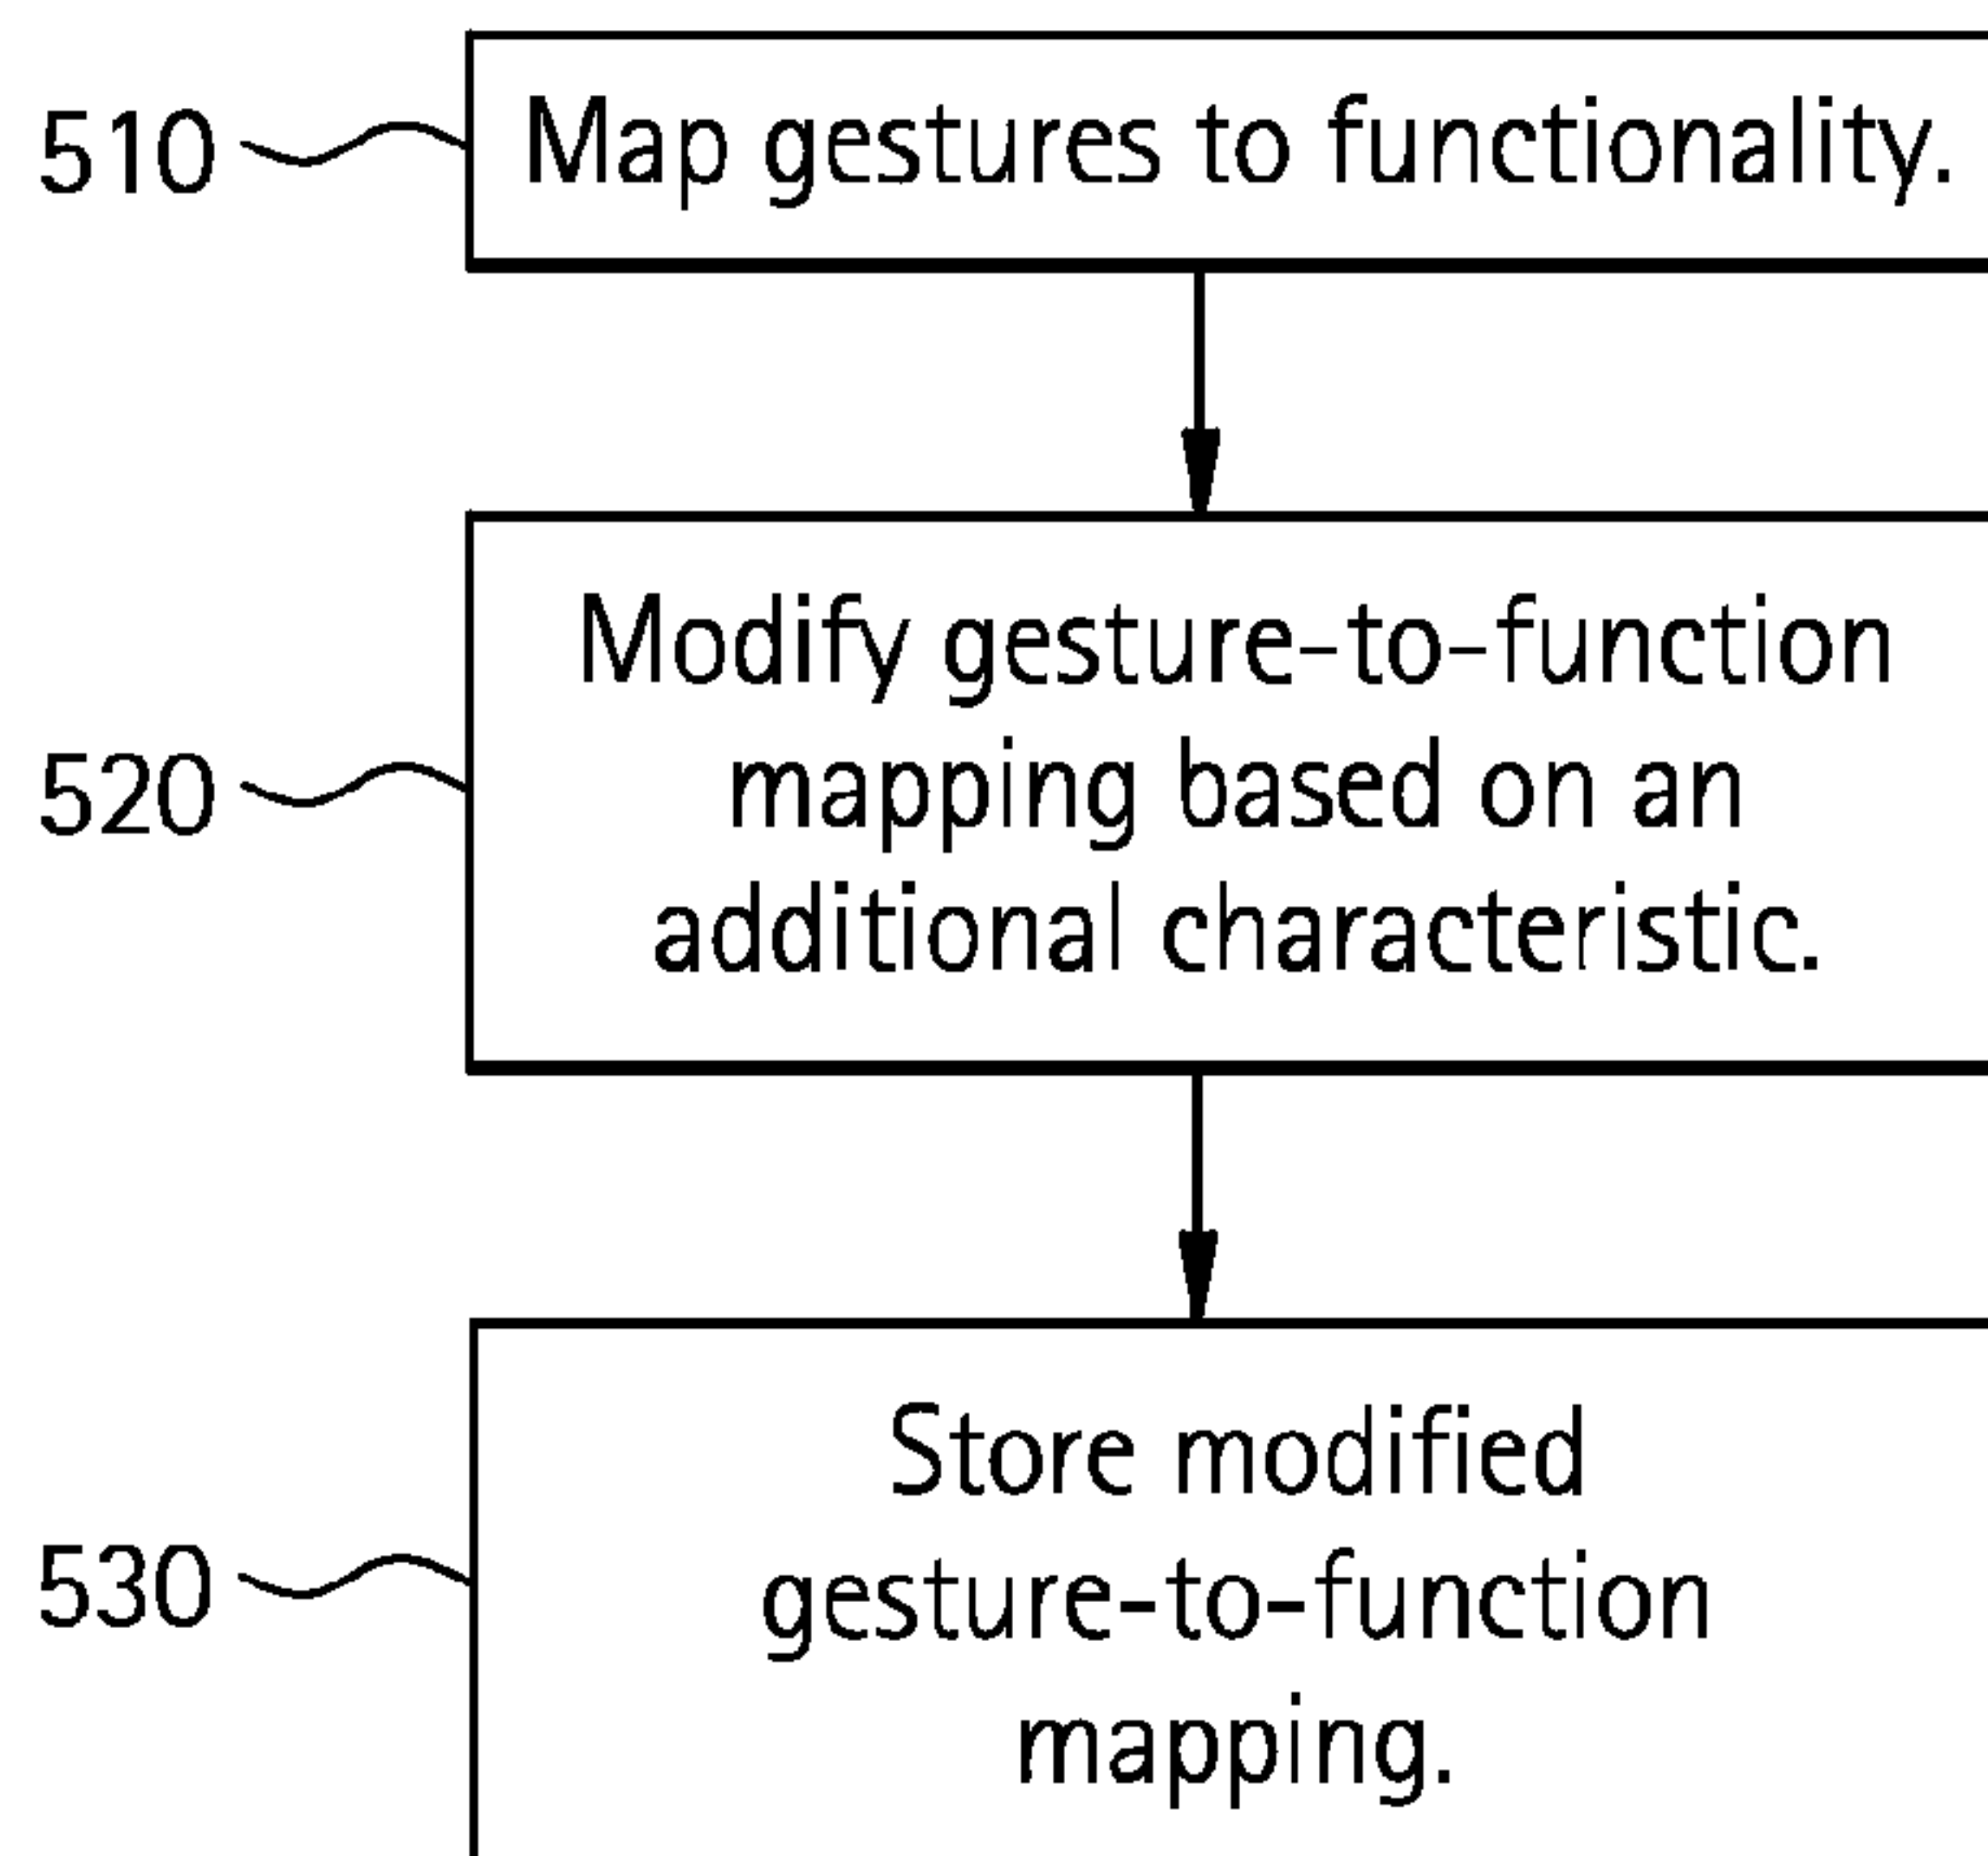 510
Map gestures to functionality.
520
Modify gesture-to-function
mapping based on an
additional characteristic.
530
Store modified
gesture-to-function
mapping.